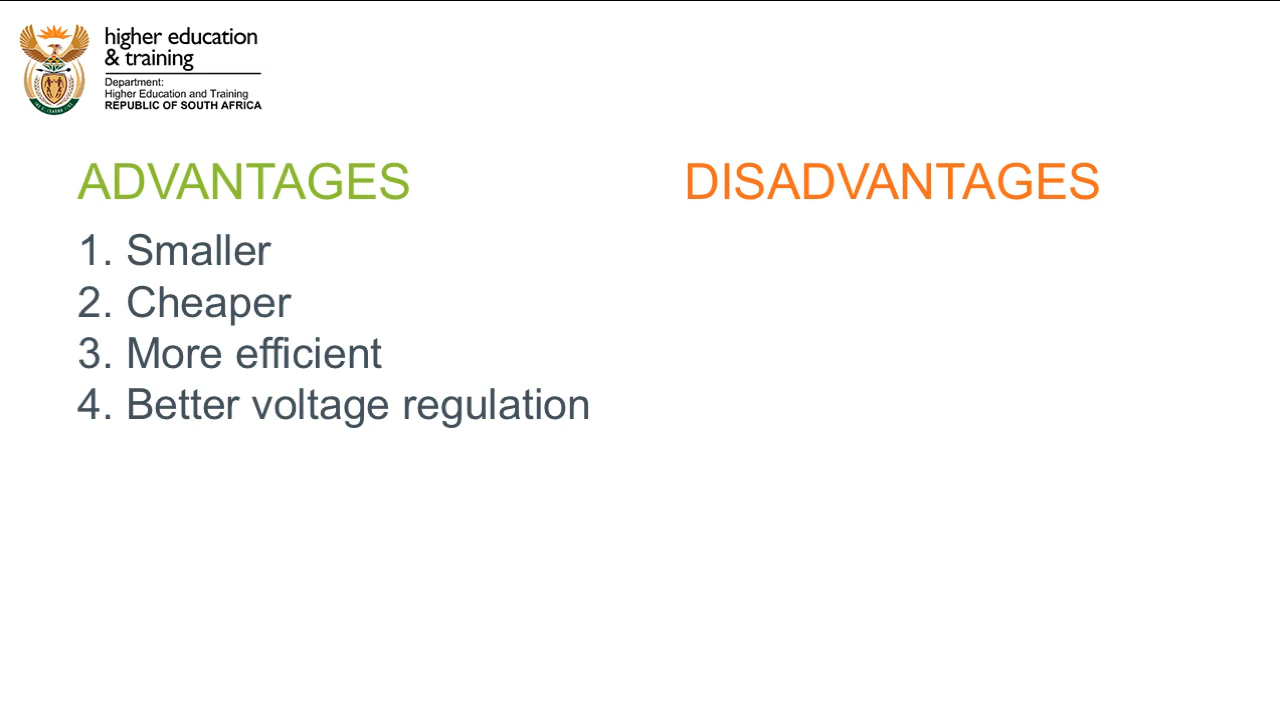 higher education
& training
Department:
Higher Education and Training
REPUBLIC OF SOUTH AFRICA
ADVANTAGES
1. Smaller
2. Cheaper
3. More efficient
4. Better voltage regulation
DISADVANTAGES